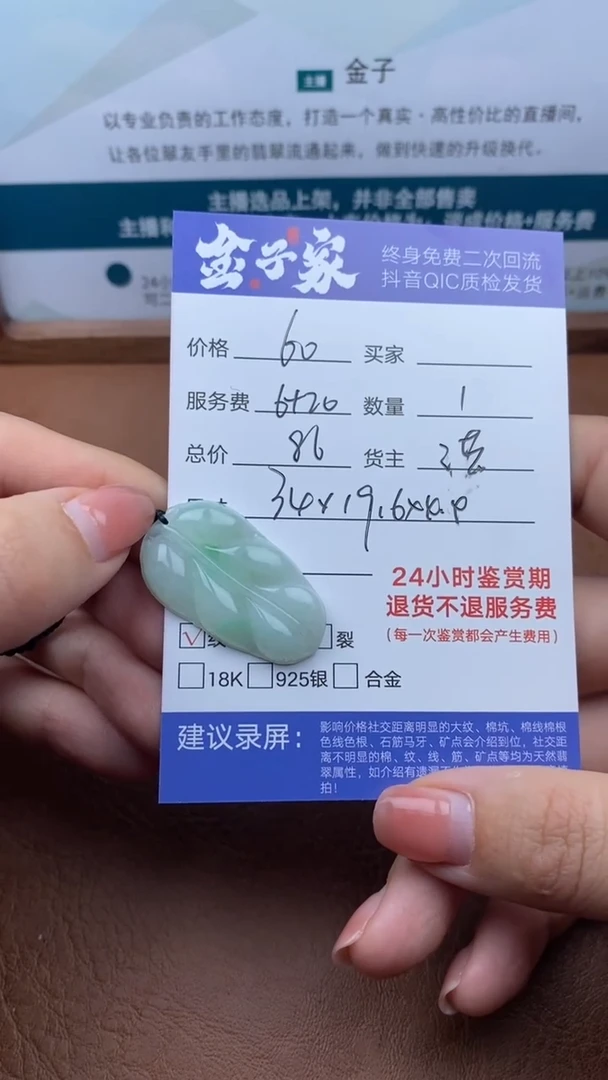 主播 金子
以专业负责的工作态度，打造一个真实·高性价比的直播间，
让各位翠友手里的翡翠流通起来，做到快速的升级换代。
主播选品上架，并非全部售卖
金子家
终身免费二次回流
抖音QIC质检发货
价格 60 买家
服务费 6+20 数量 1
总价 86 货主
34×19.6×
24小时鉴赏期
退货不退服务费
（每一次鉴赏都会产生费用）
裂
18K 925银 合金
建议录屏：
影响价格社交距离明显的大纹、棉坑、棉线棉根
色线色根、石筋马牙、矿点会介绍到位，社交距
离不明显的棉、纹、线、筋、矿点等均为天然翡
翠属性，如介绍有遗漏
拍！